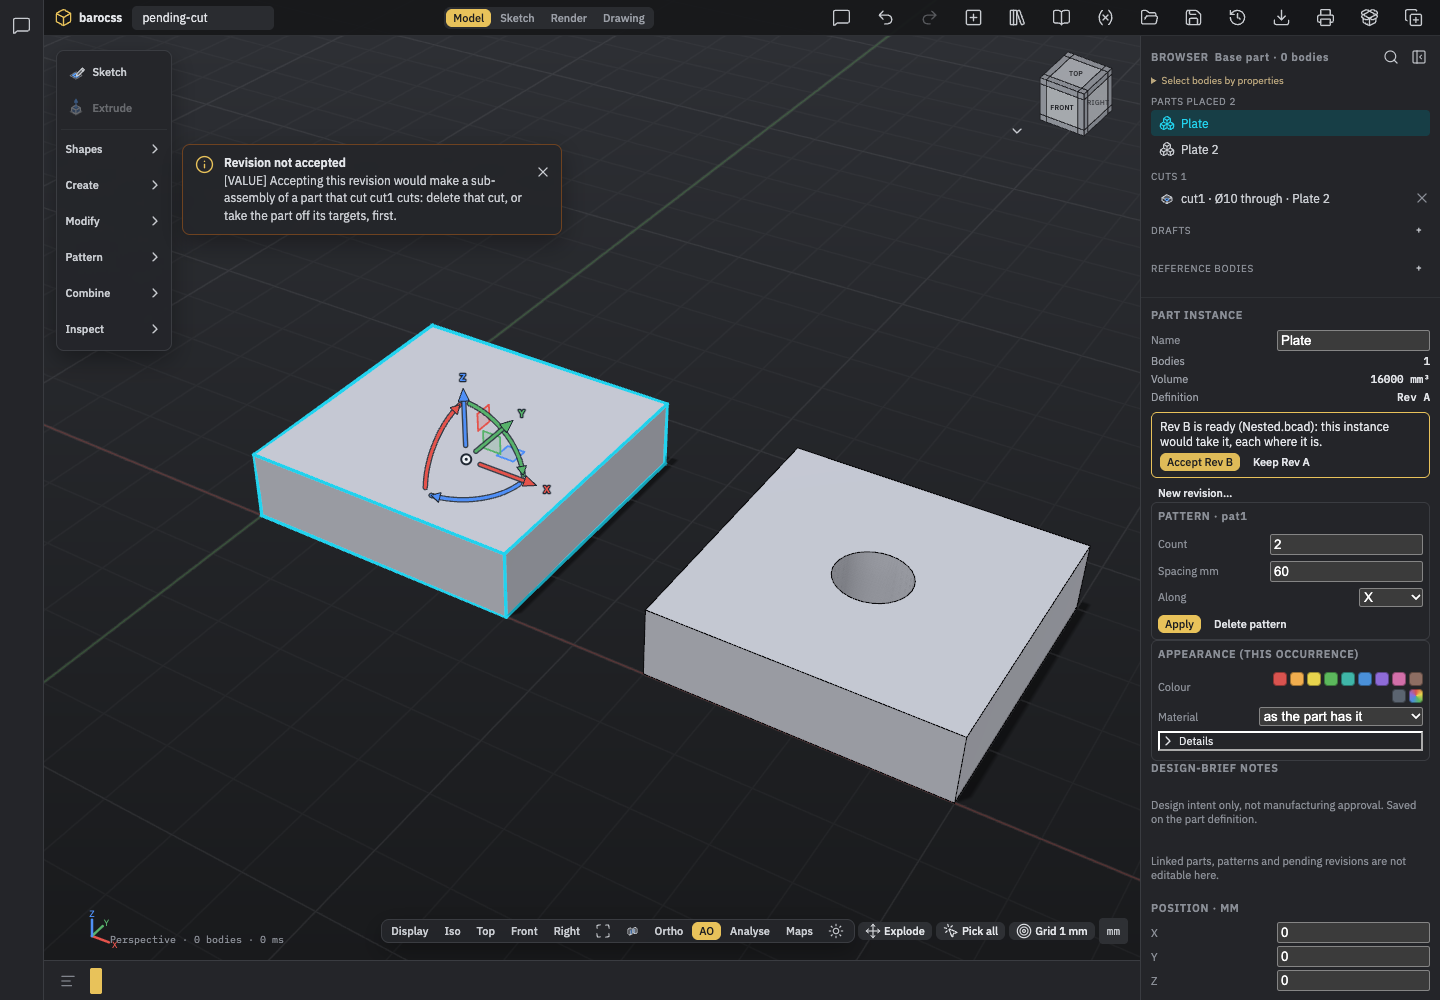 barocss
pending-cut
Model
Sketch
Render
Drawing
Sketch
Extrude
Shapes
Create
Modify
Pattern
Combine
Inspect
Revision not accepted
[VALUE] Accepting this revision would make a sub-
assembly of a part that cut cut1 cuts: delete that cut, or
take the part off its targets, first.
TOP
FRONT
RIGHT
Z
Y
X
Z
Y
X
Perspective · 0 bodies · 0 ms
Display
Iso
Top
Front
Right
Ortho
AO
Analyse
Maps
Explode
Pick all
Grid 1 mm
mm
BROWSER Base part · 0 bodies
Select bodies by properties
PARTS PLACED 2
Plate
Plate 2
CUTS 1
cut1 · Ø10 through · Plate 2
DRAFTS +
REFERENCE BODIES +
PART INSTANCE
Name Plate
Bodies 1
Volume 16000 mm³
Definition Rev A
Rev B is ready (Nested.bcad): this instance
would take it, each where it is.
Accept Rev B Keep Rev A
New revision...
PATTERN · pat1
Count 2
Spacing mm 60
Along X
Apply Delete pattern
APPEARANCE (THIS OCCURRENCE)
Colour
Material as the part has it
Details
DESIGN-BRIEF NOTES
Design intent only, not manufacturing approval. Saved
on the part definition.
Linked parts, patterns and pending revisions are not
editable here.
POSITION · MM
X 0
Y 0
Z 0